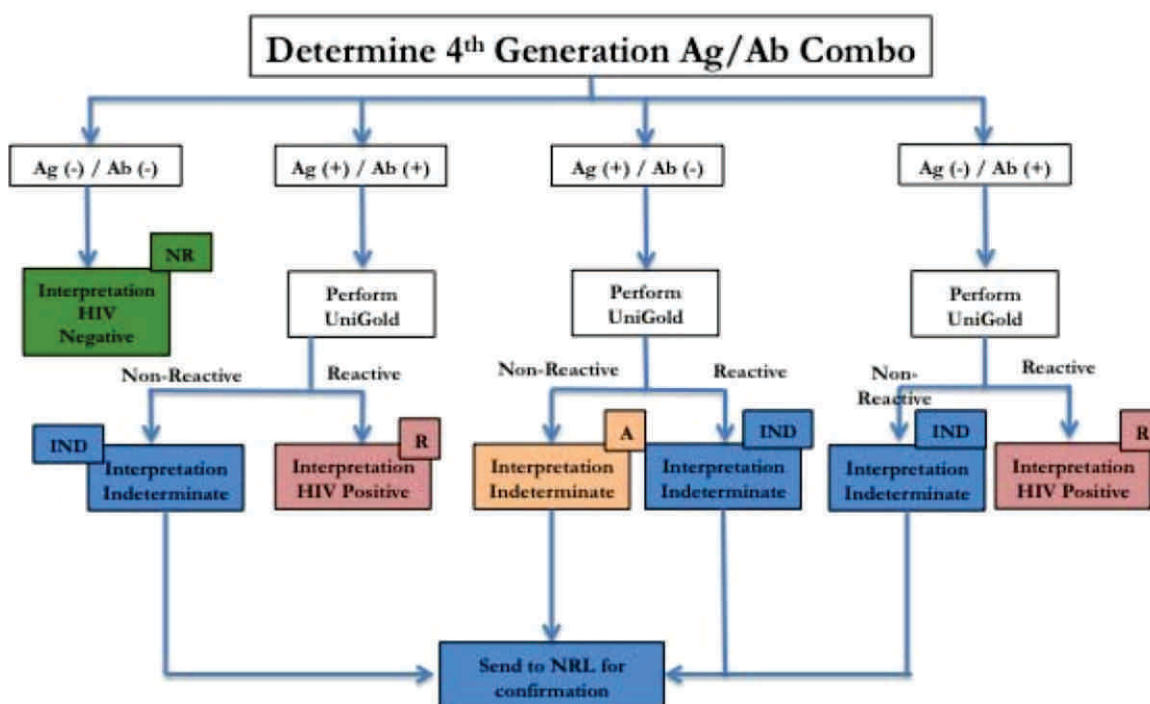 Determine 4th Generation Ag/Ab Combo
Ag (-) / Ab (-)
Ag (+) / Ab (+)
Ag (+) / Ab (-)
Ag (-) / Ab (+)
NR
Interpretation
HIV
Negative
Perform
UniGold
Perform
UniGold
Perform
UniGold
Non-Reactive
Reactive
Non-Reactive
Reactive
Non-
Reactive
Reactive
IND
Interpretation
Indeterminate
R
Interpretation
HIV Positive
A
Interpretation
Indeterminate
IND
Interpretation
Indeterminate
IND
Interpretation
Indeterminate
R
Interpretation
HIV Positive
Send to NRL for
confirmation